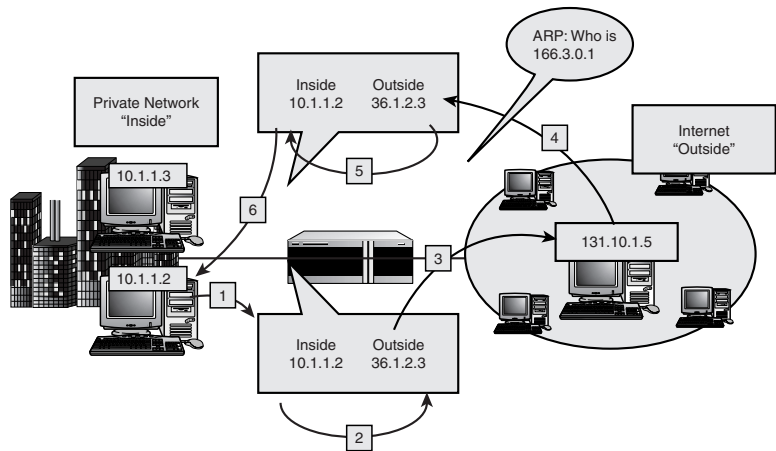 ARP: Who is
166.3.0.1
Inside Outside
10.1.1.2 36.1.2.3
Private Network
“Inside”
4
Internet
“Outside”
5
10.1.1.3
6
131.10.1.5
3
10.1.1.2
1
Inside Outside
10.1.1.2 36.1.2.3
2